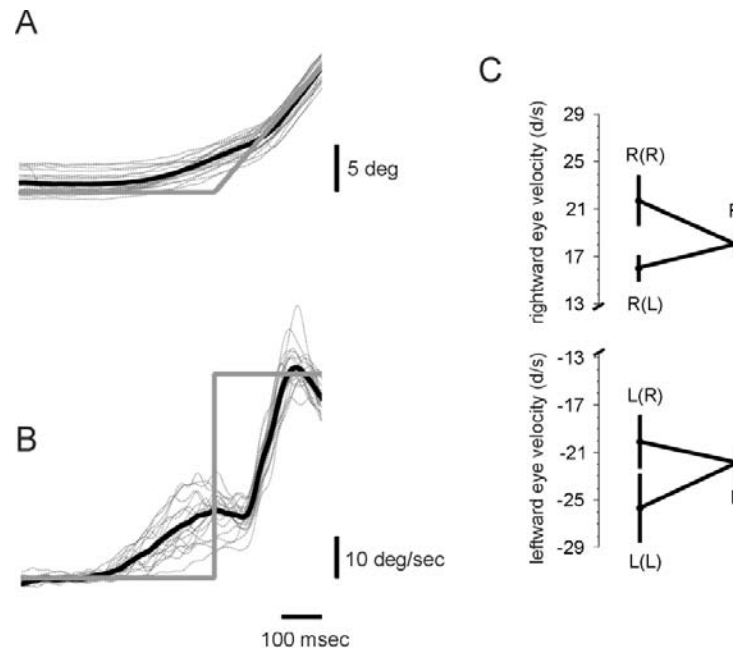 A
5 deg
B
10 deg/sec
100 msec
C
rightward eye velocity (d/s)
29
25
21
17
13
R(R)
R(L)
leftward eye velocity (d/s)
-13
-17
-21
-25
-29
L(R)
L(L)